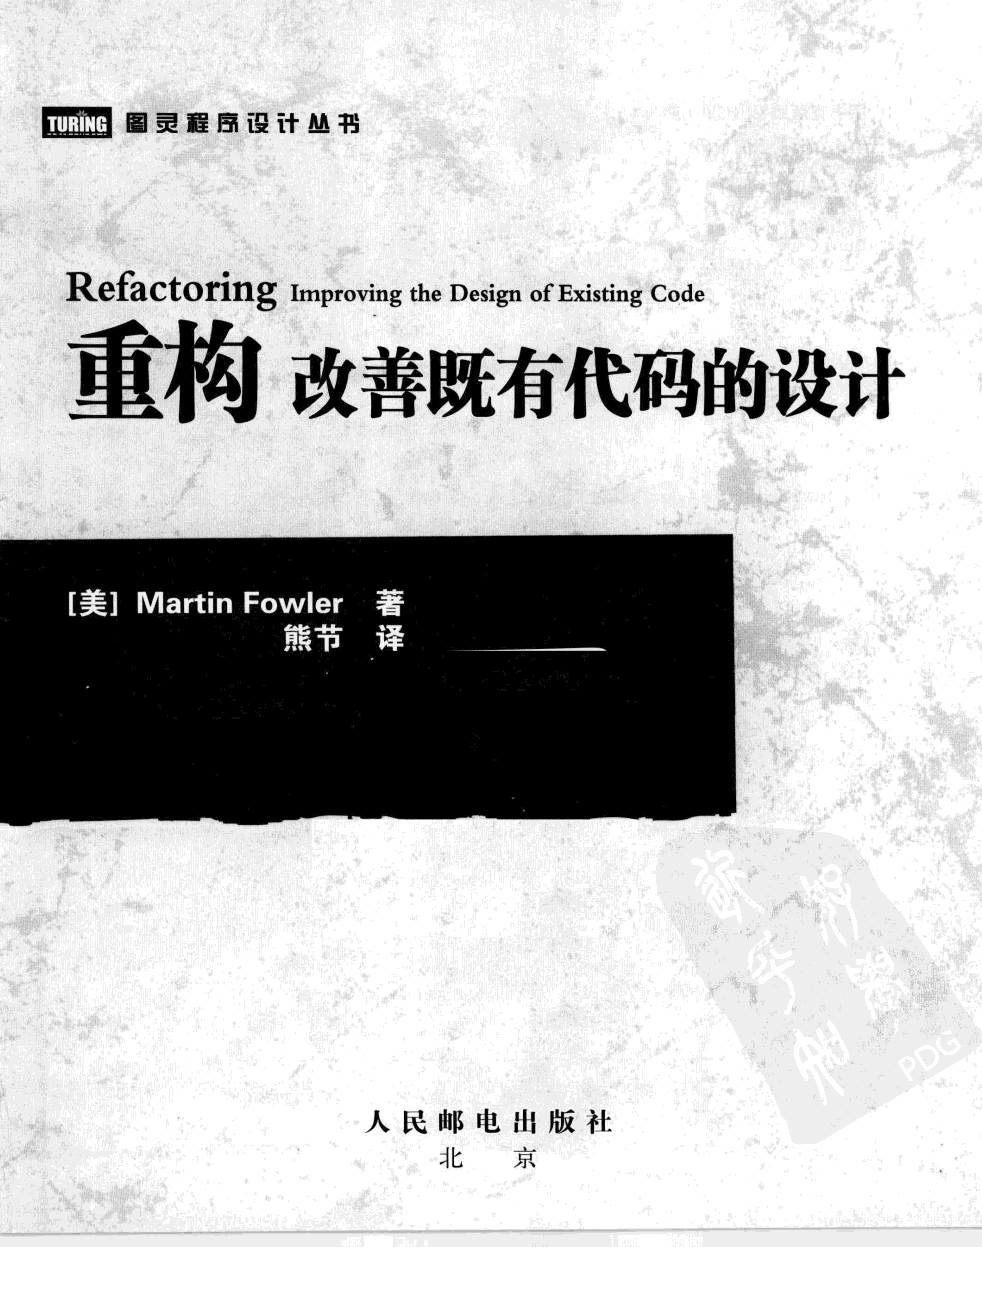 TURING 图灵程序设计丛书
Refactoring Improving the Design of Existing Code
重构 改善既有代码的设计
[美] Martin Fowler 著
熊节 译
PDG
人民邮电出版社
北 京